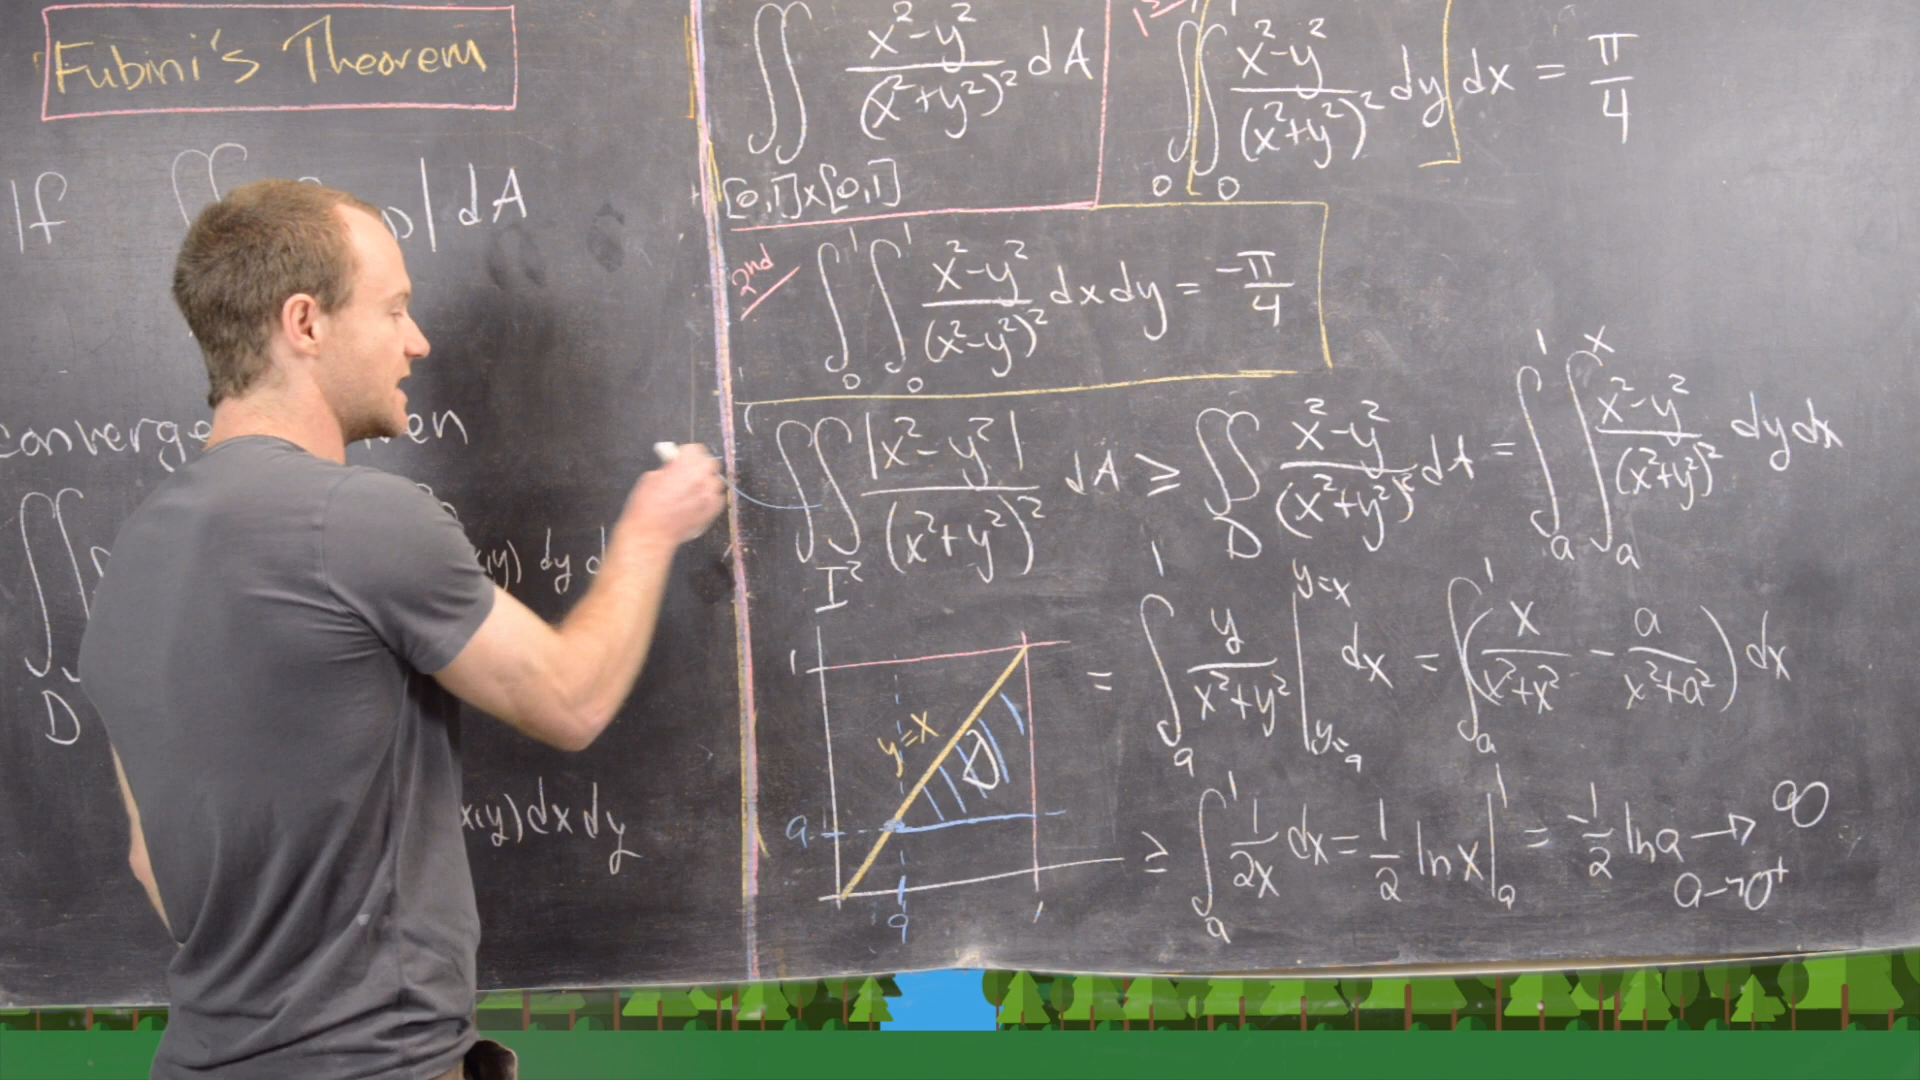 Fubini's Theorem
If ∬ | dA
converge
∬
D
x,y) dy d
x,y) dx dy
∬ (x²-y²)/(x²+y²)² dA
[0,1]x[0,1]
1st ∫₀¹ ∫₀¹ (x²-y²)/(x²+y²)² dy dx = π/4
2nd ∫₀¹ ∫₀¹ (x²-y²)/(x²-y²)² dx dy = -π/4
∬_I² |x²-y²|/(x²+y²)² dA ≥ ∬_D (x²-y²)/(x²+y²)² dA = ∫ₐ¹ ∫ₐˣ (x²-y²)/(x²+y²)² dy dx
= ∫ₐ¹ y/(x²+y²) |_{y=a}^{y=x} dx = ∫ₐ¹ (x/(x²+x²) - a/(x²+a²)) dx
≥ ∫ₐ¹ 1/2x dx = 1/2 ln x |ₐ¹ = -1/2 ln a → ∞
a→0⁺
1
y=x
D
a
a
1